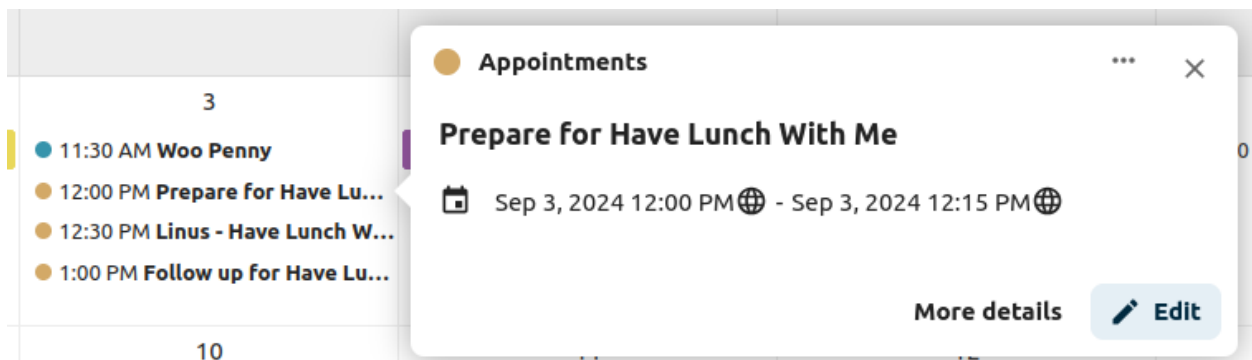 3
11:30 AM Woo Penny
12:00 PM Prepare for Have Lu...
12:30 PM Linus - Have Lunch W...
1:00 PM Follow up for Have Lu...
10
Appointments
Prepare for Have Lunch With Me
Sep 3, 2024 12:00 PM - Sep 3, 2024 12:15 PM
More details
Edit